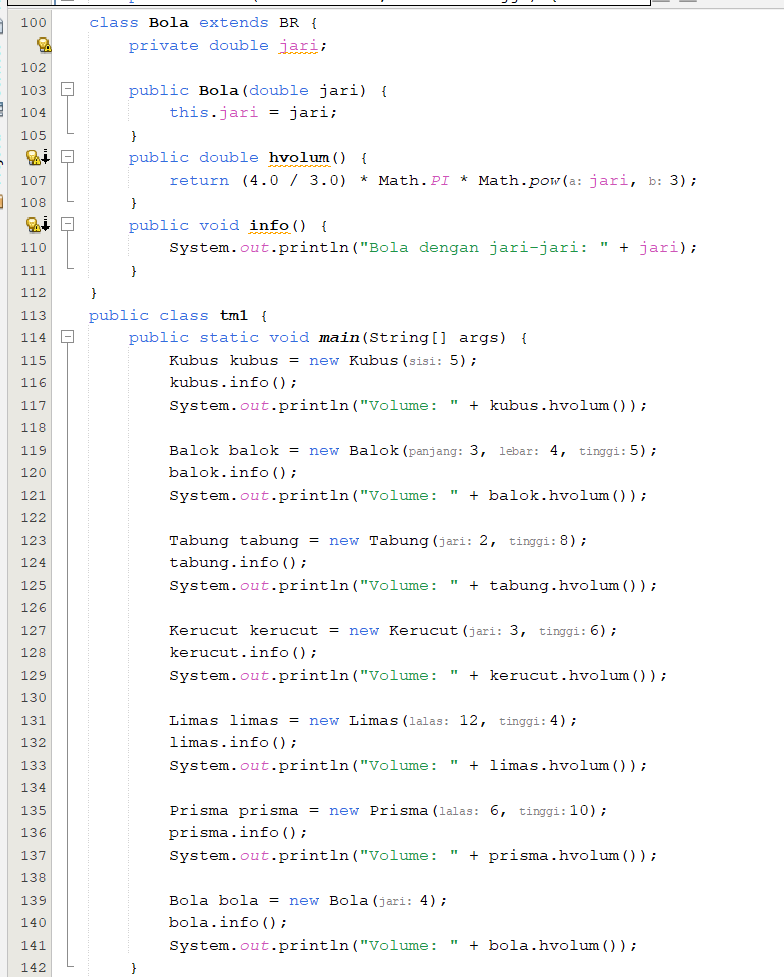 100 class Bola extends BR {
private double jari;
102
103 public Bola(double jari) {
104 this.jari = jari;
105 }
public double hvolum() {
107 return (4.0 / 3.0) * Math.PI * Math.pow(a: jari, b: 3);
108 }
public void info() {
110 System.out.println("Bola dengan jari-jari: " + jari);
111 }
112 }
113 public class tm1 {
114 public static void main(String[] args) {
115 Kubus kubus = new Kubus(sisi: 5);
116 kubus.info();
117 System.out.println("Volume: " + kubus.hvolum());
118
119 Balok balok = new Balok(panjang: 3, lebar: 4, tinggi: 5);
120 balok.info();
121 System.out.println("Volume: " + balok.hvolum());
122
123 Tabung tabung = new Tabung(jari: 2, tinggi: 8);
124 tabung.info();
125 System.out.println("Volume: " + tabung.hvolum());
126
127 Kerucut kerucut = new Kerucut(jari: 3, tinggi: 6);
128 kerucut.info();
129 System.out.println("Volume: " + kerucut.hvolum());
130
131 Limas limas = new Limas(lalas: 12, tinggi: 4);
132 limas.info();
133 System.out.println("Volume: " + limas.hvolum());
134
135 Prisma prisma = new Prisma(lalas: 6, tinggi: 10);
136 prisma.info();
137 System.out.println("Volume: " + prisma.hvolum());
138
139 Bola bola = new Bola(jari: 4);
140 bola.info();
141 System.out.println("Volume: " + bola.hvolum());
142 }